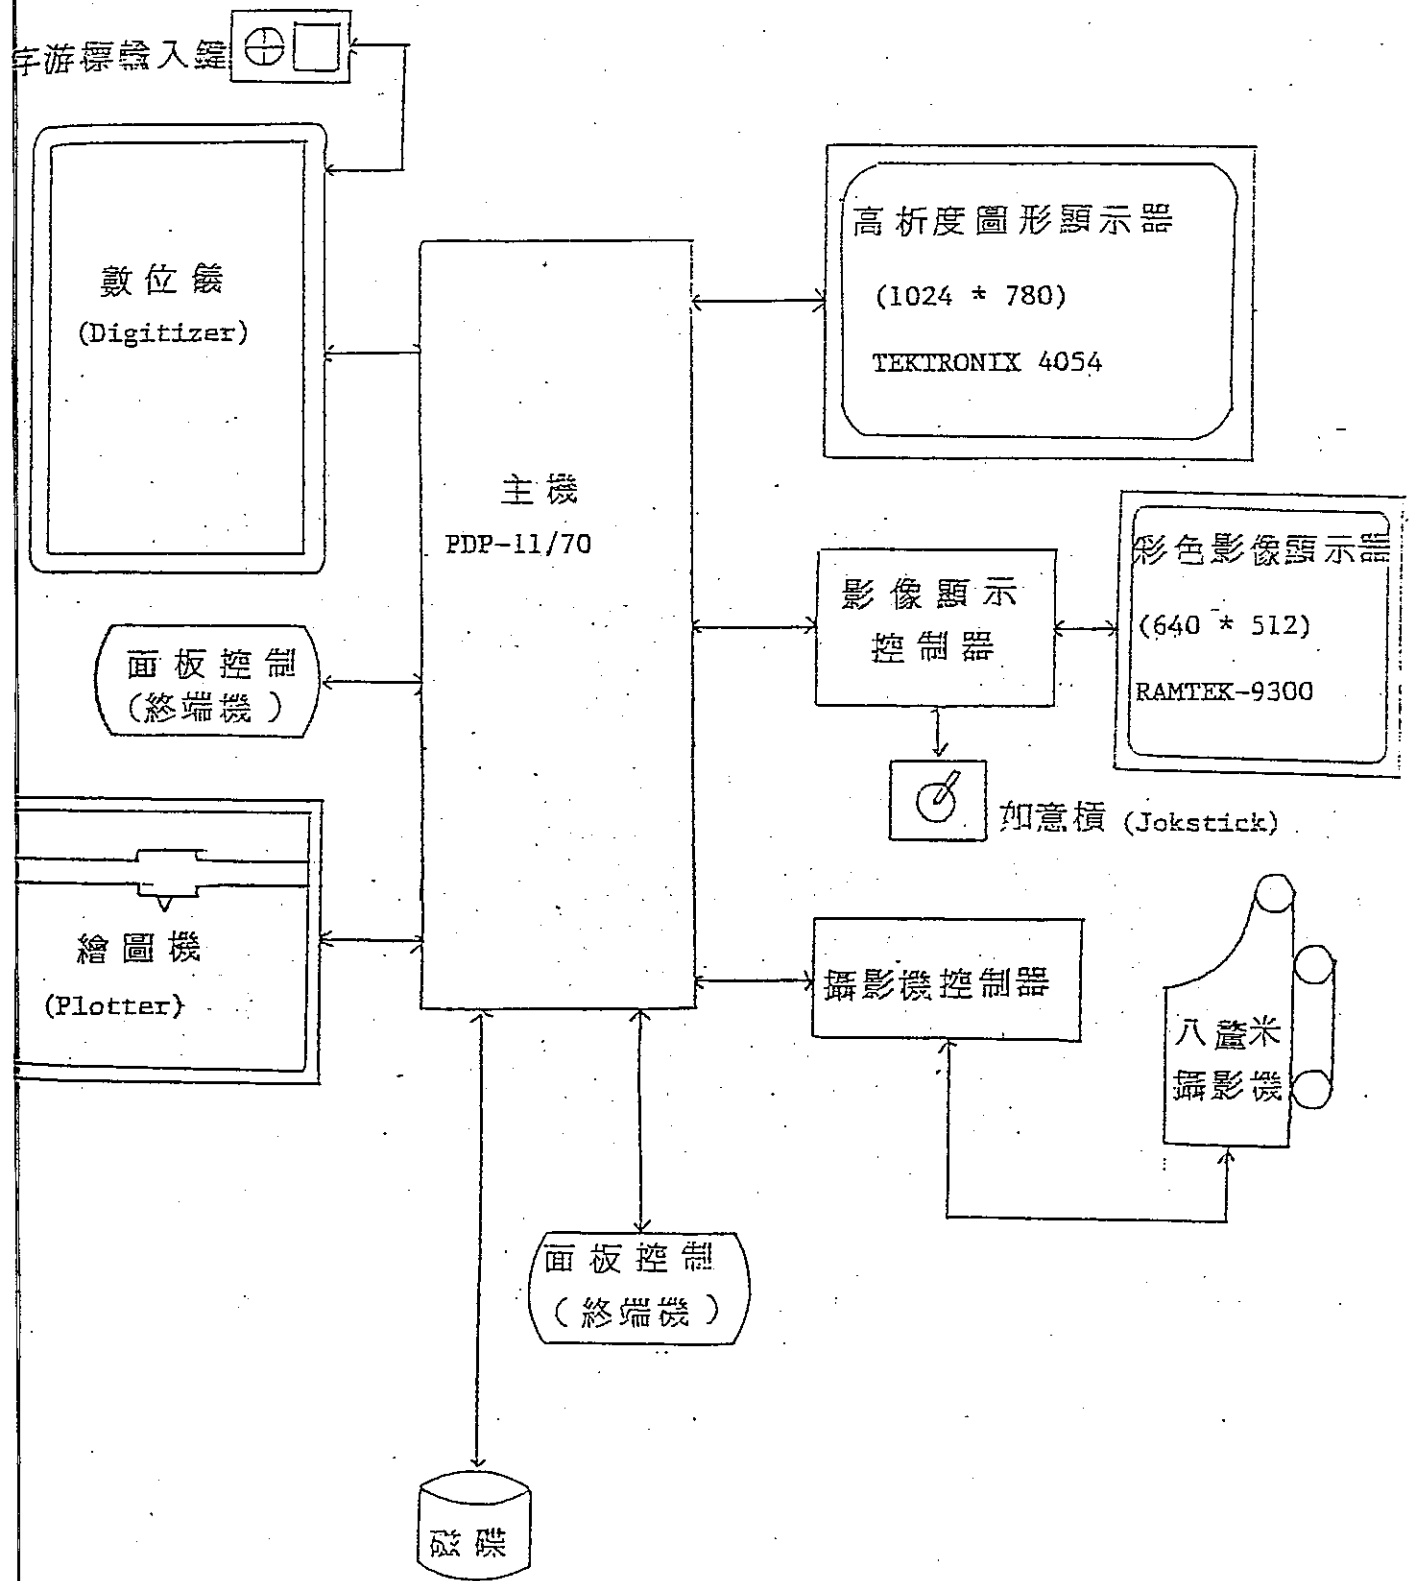 字游標輸入鍵
數位儀
(Digitizer)
高析度圖形顯示器
(1024 * 780)
TEKTRONIX 4054
主機
PDP-11/70
彩色影像顯示器
(640 * 512)
RAMTEK-9300
影像顯示
控制器
面板控制
(終端機)
如意槓 (Jokstick)
繪圖機
(Plotter)
攝影機控制器
八釐米
攝影機
面板控制
(終端機)
磁碟